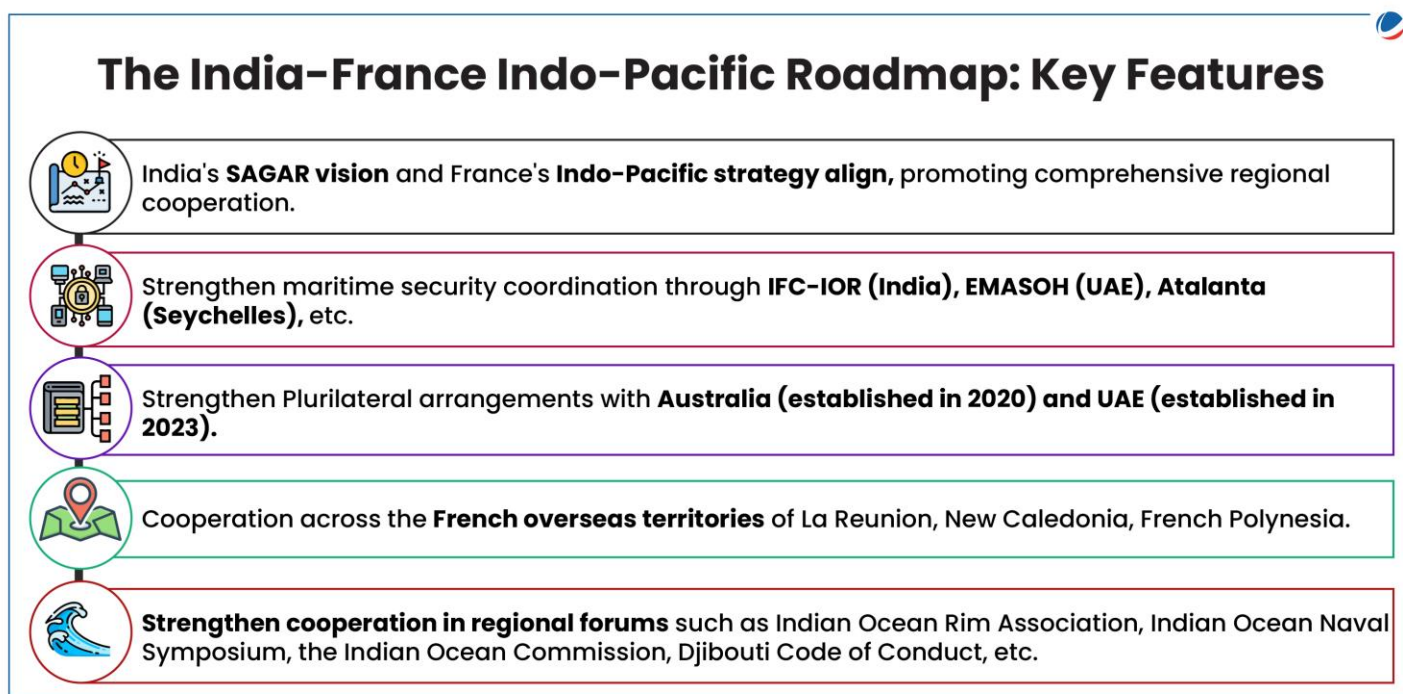 The India-France Indo-Pacific Roadmap: Key Features
India's SAGAR vision and France's Indo-Pacific strategy align, promoting comprehensive regional
cooperation.
Strengthen maritime security coordination through IFC-IOR (India), EMASOH (UAE), Atalanta
(Seychelles), etc.
Strengthen Plurilateral arrangements with Australia (established in 2020) and UAE (established in
2023).
Cooperation across the French overseas territories of La Reunion, New Caledonia, French Polynesia.
Strengthen cooperation in regional forums such as Indian Ocean Rim Association, Indian Ocean Naval
Symposium, the Indian Ocean Commission, Djibouti Code of Conduct, etc.